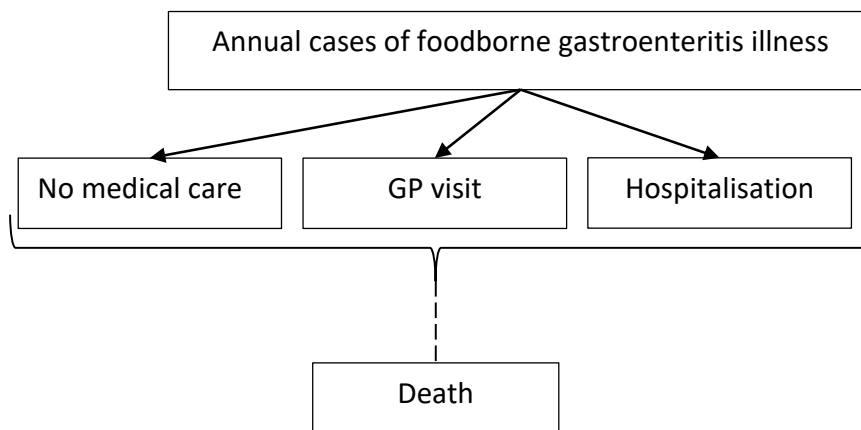 Annual cases of foodborne gastroenteritis illness
No medical care
GP visit
Hospitalisation
Death